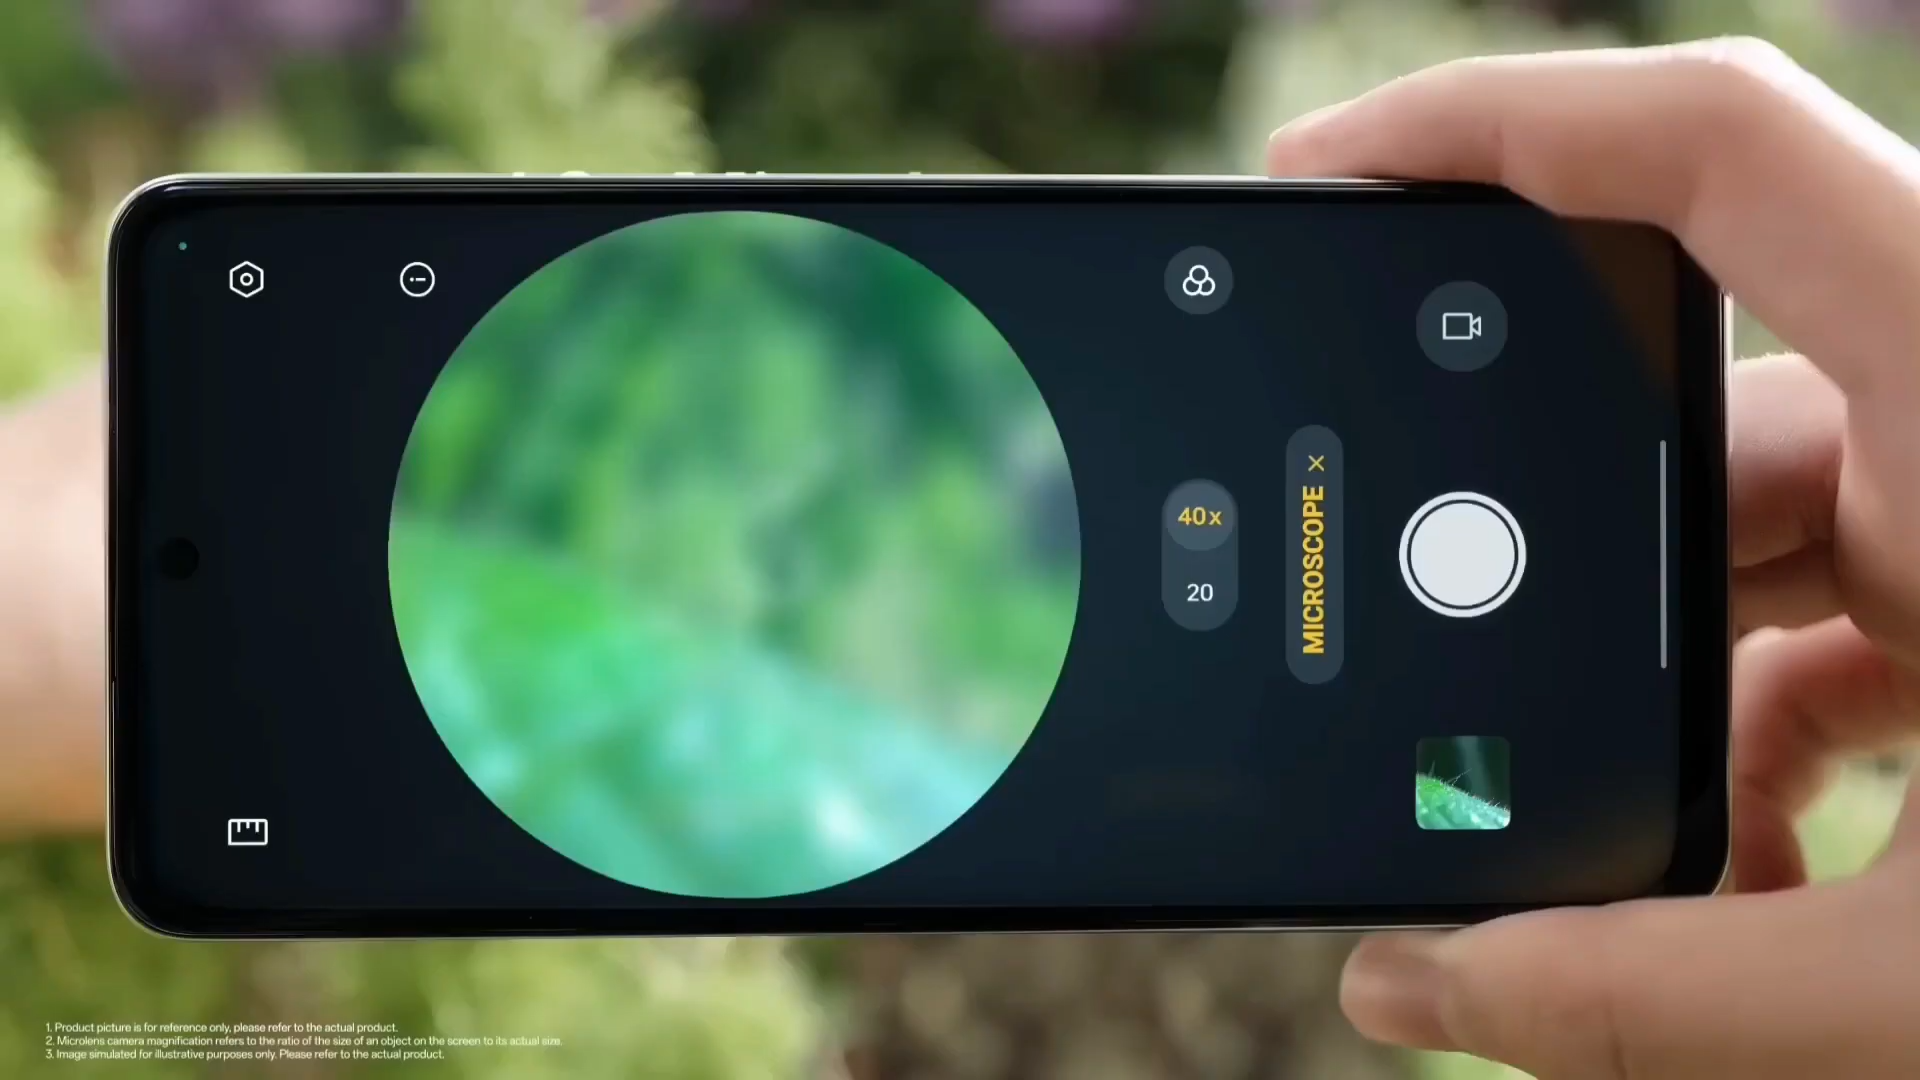 40x
20
MICROSCOPE ×
1. Product picture is for reference only, please refer to the actual product.
2. Microlens camera magnification refers to the ratio of the size of an object on the screen to its actual size.
3. Image simulated for illustrative purposes only. Please refer to the actual product.